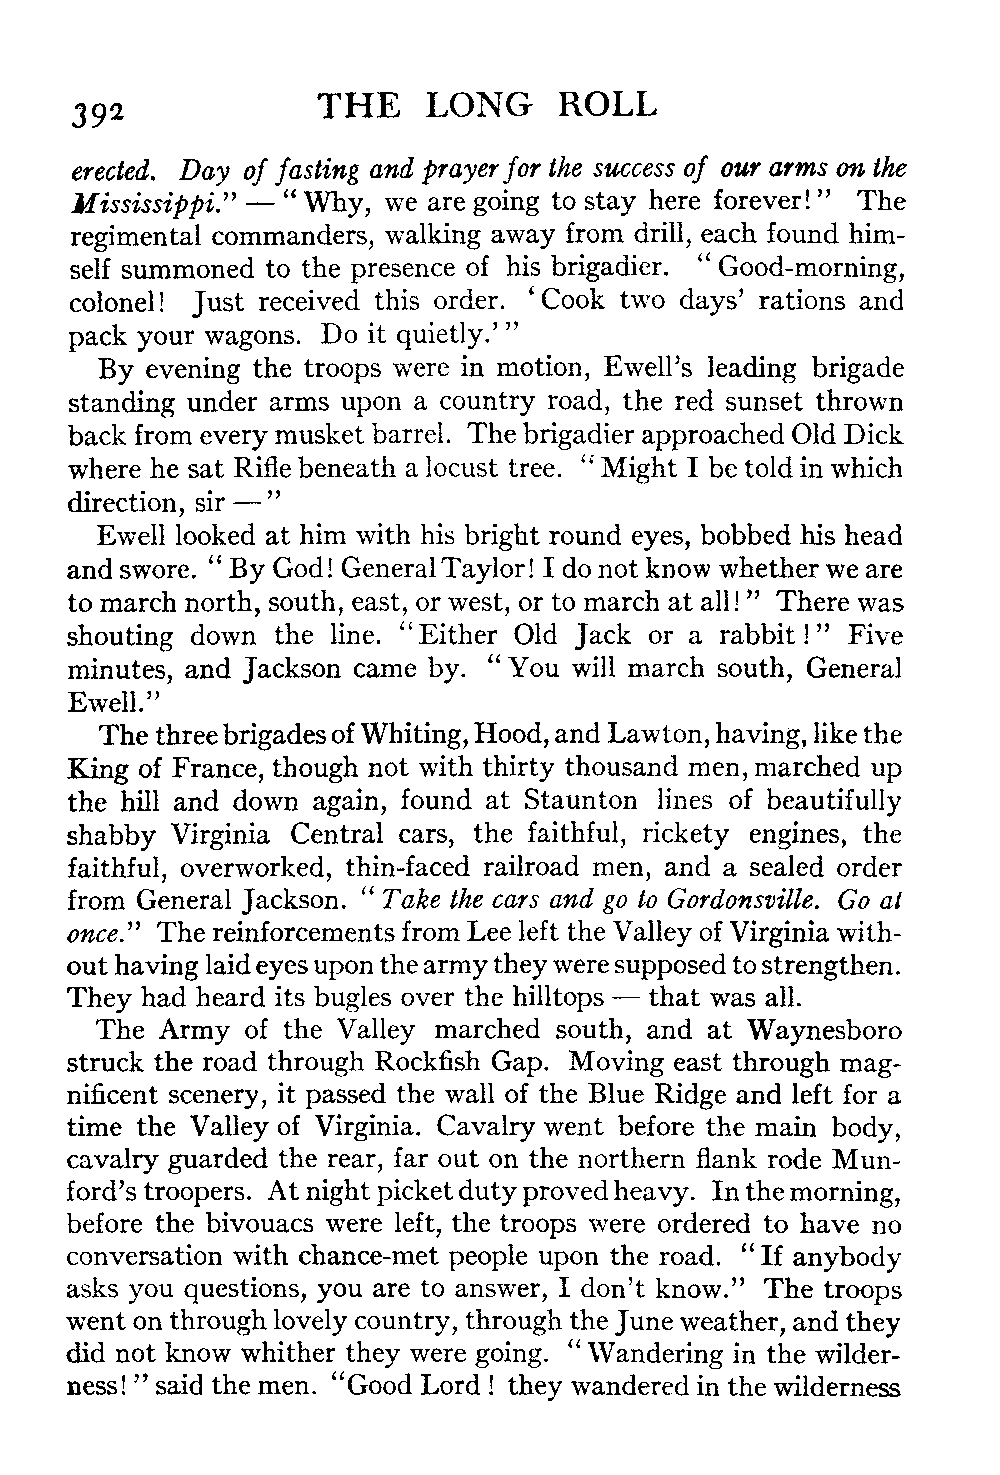 392 THE LONG ROLL
erected. Day of fasting and prayer for the success of our arms on the
Mississippi." — "Why, we are going to stay here forever!" The
regimental commanders, walking away from drill, each found him-
self summoned to the presence of his brigadier. "Good-morning,
colonel! Just received this order. 'Cook two days' rations and
pack your wagons. Do it quietly.'"
By evening the troops were in motion, Ewell's leading brigade
standing under arms upon a country road, the red sunset thrown
back from every musket barrel. The brigadier approached Old Dick
where he sat Rifle beneath a locust tree. "Might I be told in which
direction, sir —"
Ewell looked at him with his bright round eyes, bobbed his head
and swore. "By God! General Taylor! I do not know whether we are
to march north, south, east, or west, or to march at all!" There was
shouting down the line. "Either Old Jack or a rabbit!" Five
minutes, and Jackson came by. "You will march south, General
Ewell."
The three brigades of Whiting, Hood, and Lawton, having, like the
King of France, though not with thirty thousand men, marched up
the hill and down again, found at Staunton lines of beautifully
shabby Virginia Central cars, the faithful, rickety engines, the
faithful, overworked, thin-faced railroad men, and a sealed order
from General Jackson. "Take the cars and go to Gordonsville. Go at
once." The reinforcements from Lee left the Valley of Virginia with-
out having laid eyes upon the army they were supposed to strengthen.
They had heard its bugles over the hilltops — that was all.
The Army of the Valley marched south, and at Waynesboro
struck the road through Rockfish Gap. Moving east through mag-
nificent scenery, it passed the wall of the Blue Ridge and left for a
time the Valley of Virginia. Cavalry went before the main body,
cavalry guarded the rear, far out on the northern flank rode Mun-
ford's troopers. At night picket duty proved heavy. In the morning,
before the bivouacs were left, the troops were ordered to have no
conversation with chance-met people upon the road. "If anybody
asks you questions, you are to answer, I don't know." The troops
went on through lovely country, through the June weather, and they
did not know whither they were going. "Wandering in the wilder-
ness!" said the men. "Good Lord! they wandered in the wilderness